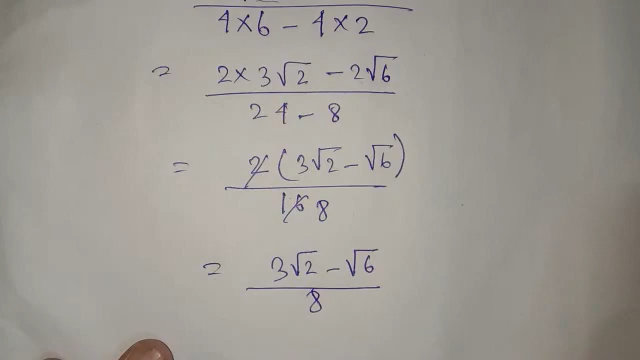 4×6 − 4×2
= 2×3√2 − 2√6
24 − 8
= 2(3√2 − √6)
16 8
= 3√2 − √6
8